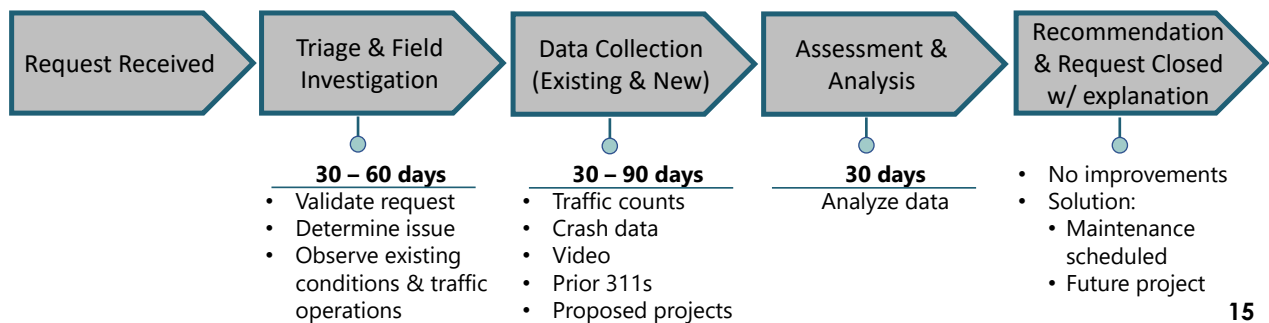 Request Received
Triage & Field
Investigation
Data Collection
(Existing & New)
Assessment &
Analysis
Recommendation
& Request Closed
w/ explanation
30 – 60 days
• Validate request
• Determine issue
• Observe existing
conditions & traffic
operations
30 – 90 days
• Traffic counts
• Crash data
• Video
• Prior 311s
• Proposed projects
30 days
Analyze data
• No improvements
• Solution:
• Maintenance
scheduled
• Future project
15